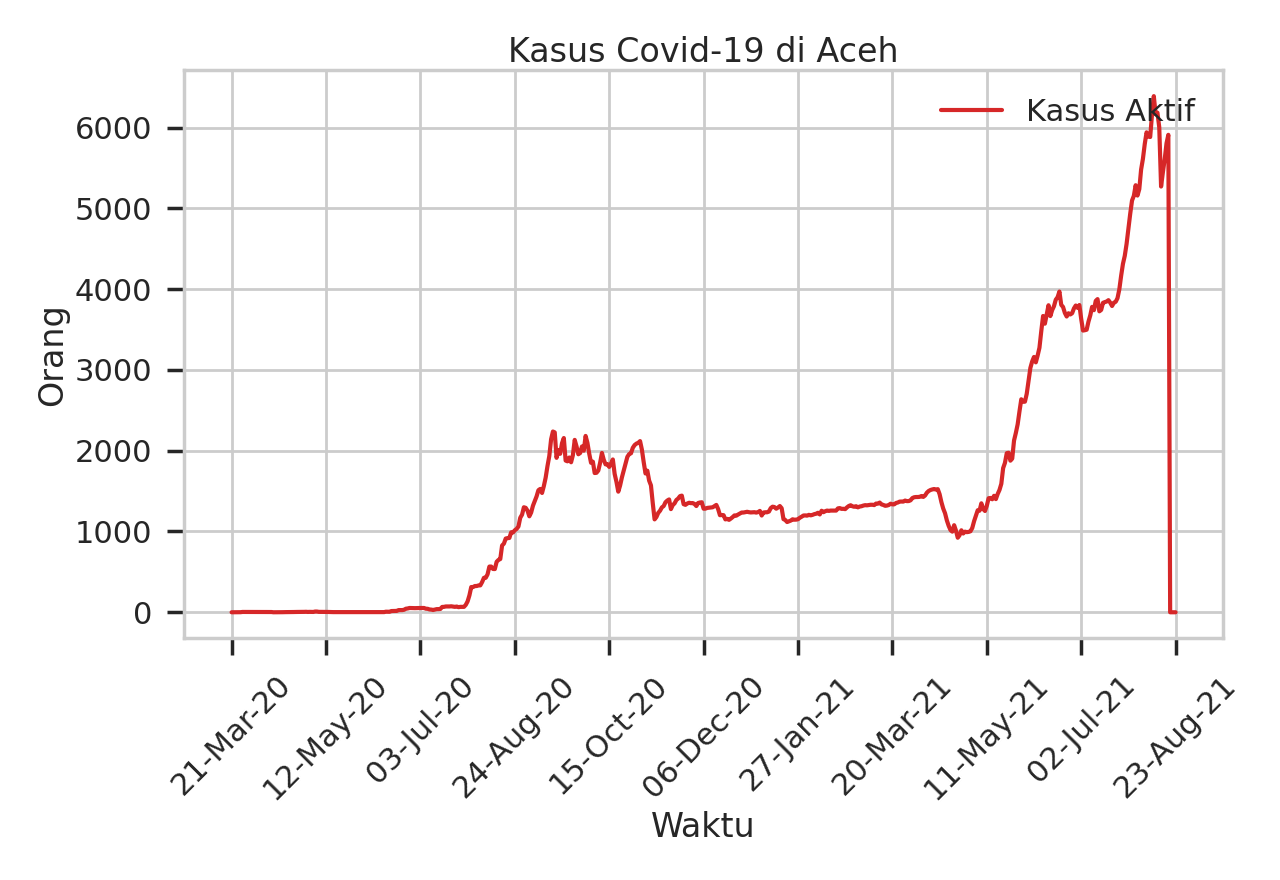 Kasus Covid-19 di Aceh
Kasus Aktif
Orang
6000
5000
4000
3000
2000
1000
0
21-Mar-20
12-May-20
03-Jul-20
24-Aug-20
15-Oct-20
06-Dec-20
27-Jan-21
20-Mar-21
11-May-21
02-Jul-21
23-Aug-21
Waktu